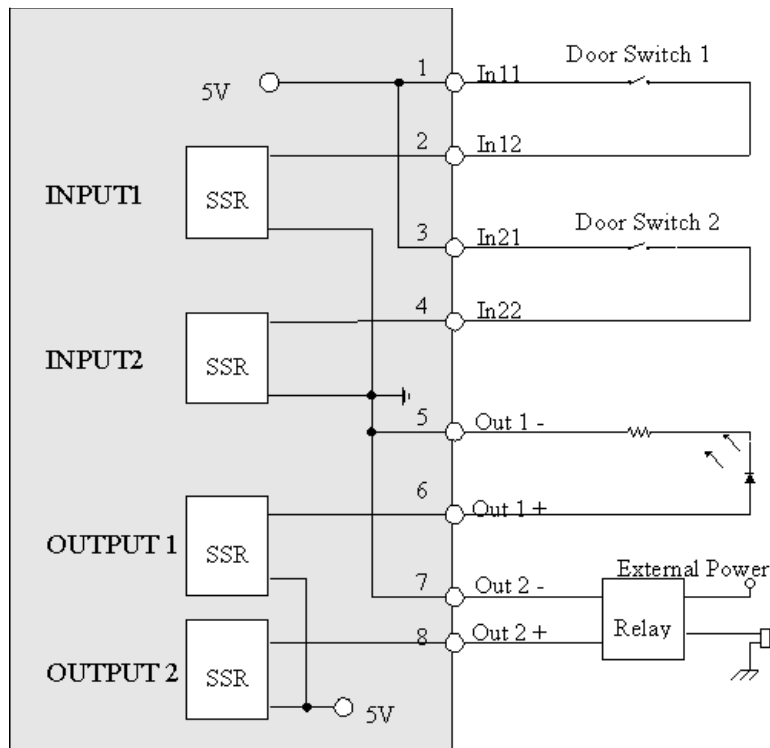 Door Switch 1
1 In11
5V
2 In12
INPUT1 SSR
Door Switch 2
3 In21
4 In22
INPUT2 SSR
5 Out 1 -
6 Out 1 +
OUTPUT 1 SSR
External Power
7 Out 2 -
Relay
8 Out 2 +
OUTPUT 2 SSR
5V